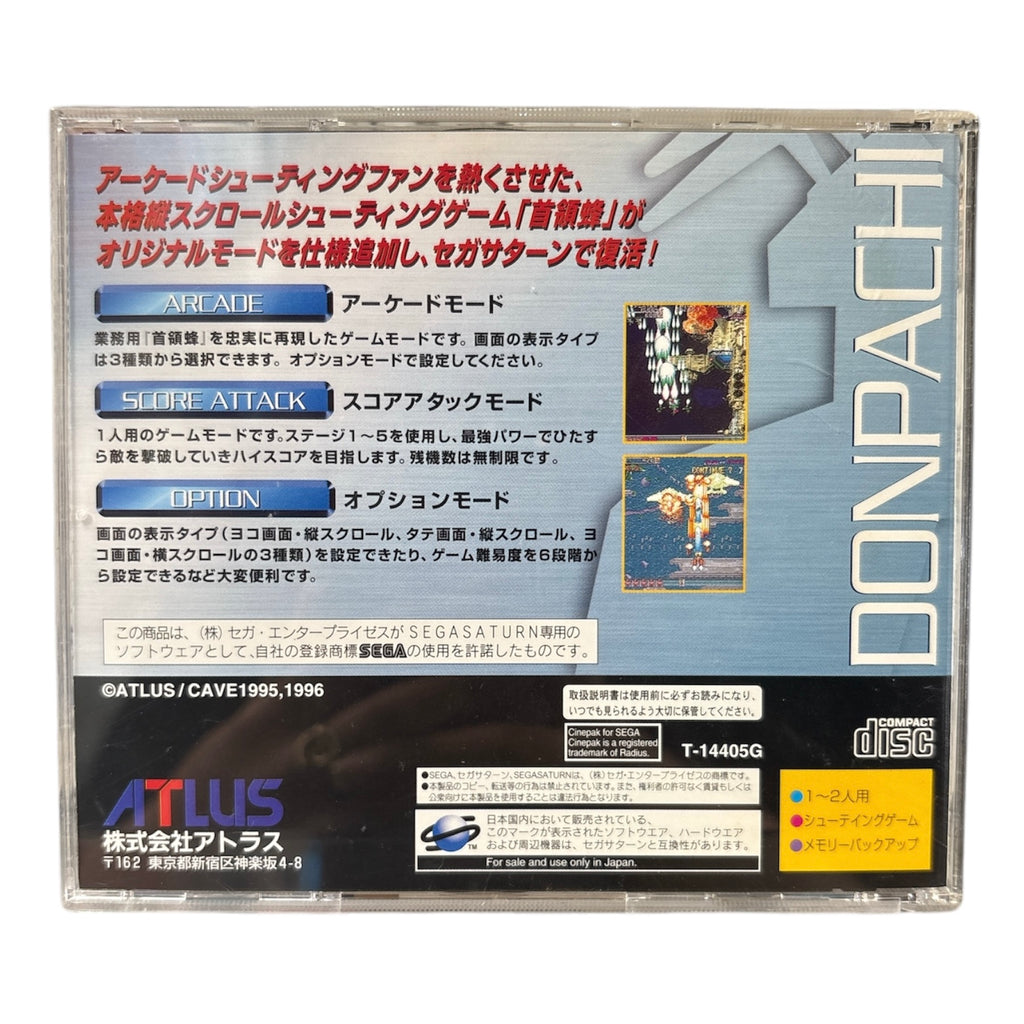 アーケードシューティングファンを熱くさせた、
本格縦スクロールシューティングゲーム「首領蜂」が
オリジナルモードを仕様追加し、セガサターンで復活!
ARCADE アーケードモード
業務用『首領蜂』を忠実に再現したゲームモードです。画面の表示タイプ
は3種類から選択できます。オプションモードで設定してください。
SCORE ATTACK スコアアタックモード
1人用のゲームモードです。ステージ1〜5を使用し、最強パワーでひたす
ら敵を撃破していきハイスコアを目指します。残機数は無制限です。
OPTION オプションモード
画面の表示タイプ(ヨコ画面・縦スクロール、タテ画面・縦スクロール、ヨ
コ画面・横スクロールの3種類)を設定できたり、ゲーム難易度を6段階か
ら設定できるなど大変便利です。
CONTINUE ? 7
DONPACHI
この商品は、(株)セガ・エンタープライゼスがSEGASATURN専用の
ソフトウェアとして、自社の登録商標SEGAの使用を許諾したものです。
©ATLUS/CAVE1995,1996
取扱説明書は使用前に必ずお読みになり、
いつでも見られるよう大切に保管してください。
Cinepak for SEGA
Cinepak is a registered
trademark of Radius.
T-14405G
COMPACT
disc
ATLUS
株式会社アトラス
〒162 東京都新宿区神楽坂4-8
●SEGA、セガサターン、SEGASATURNは、(株)セガ・エンタープライゼスの商標です。
●本製品のコピー、転送等の行為は禁止されています。また、権利者の許可なく賃貸もしくは
公衆向けに本製品を使用することは違法行為となります。
TM
日本国内において販売されている、
このマークが表示されたソフトウエア、ハードウエア
および周辺機器は、セガサターンと互換性があります。
For sale and use only in Japan.
●1〜2人用
●シューティングゲーム
●メモリーバックアップ